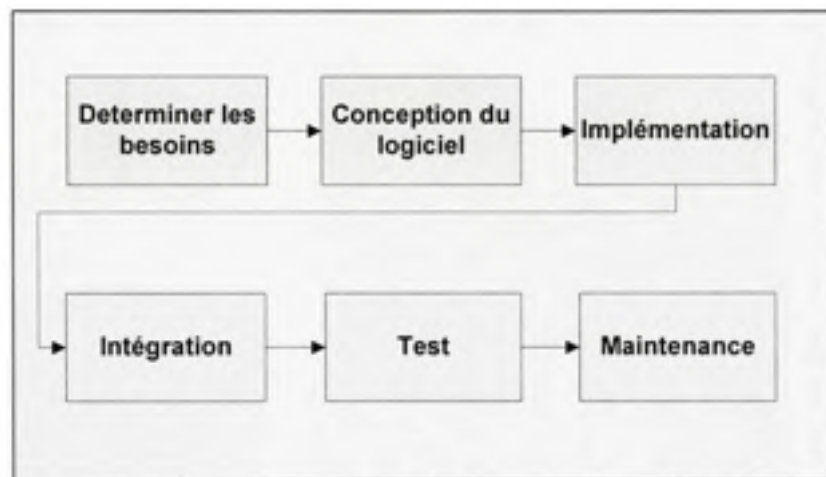 Determiner les
besoins
Conception du
logiciel
Implémentation
Intégration
Test
Maintenance